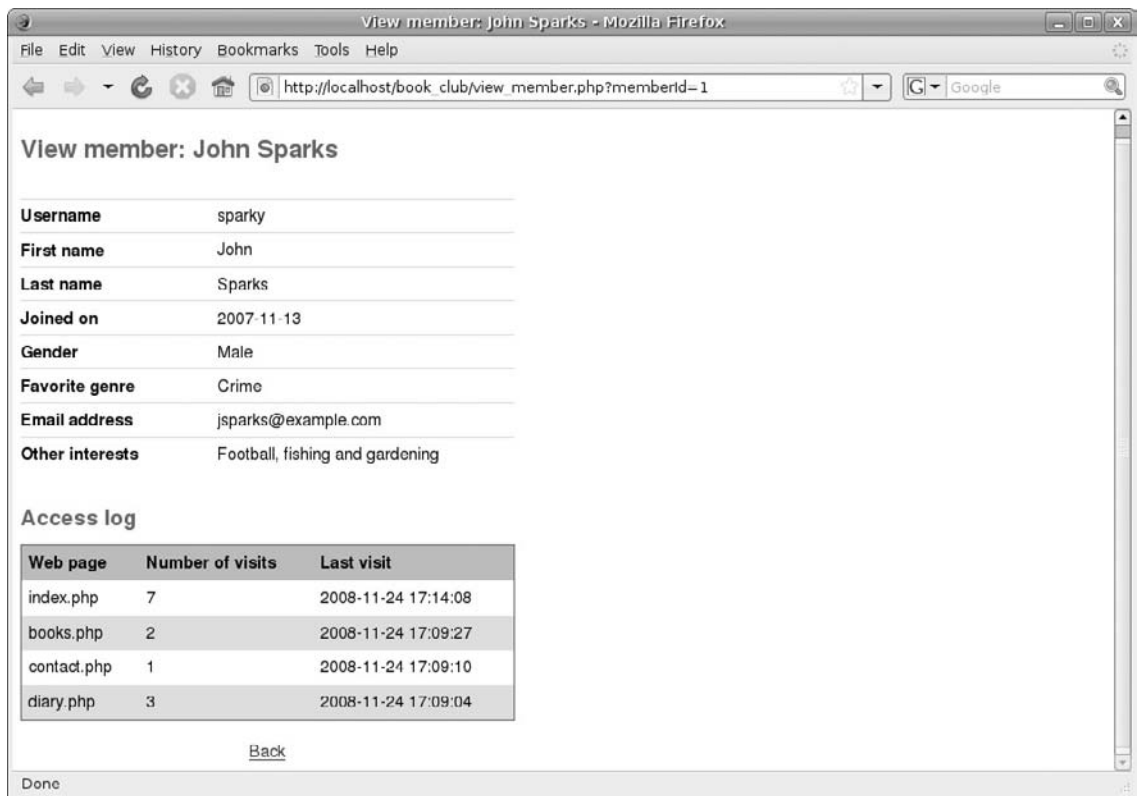 View member: John Sparks - Mozilla Firefox
File Edit View History Bookmarks Tools Help
http://localhost/book_club/view_member.php?memberId=1
G Google
View member: John Sparks
Username sparky
First name John
Last name Sparks
Joined on 2007-11-13
Gender Male
Favorite genre Crime
Email address jsparks@example.com
Other interests Football, fishing and gardening
Access log
Web page Number of visits Last visit
index.php 7 2008-11-24 17:14:08
books.php 2 2008-11-24 17:09:27
contact.php 1 2008-11-24 17:09:10
diary.php 3 2008-11-24 17:09:04
Back
Done